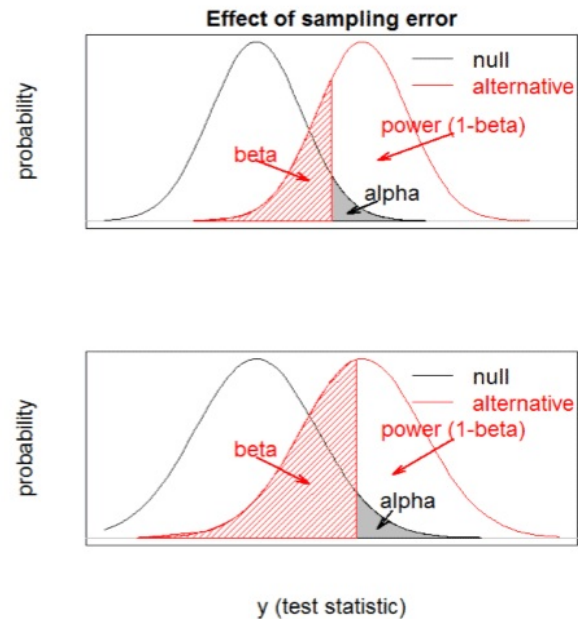 Effect of sampling error
probability
null
alternative
power (1-beta)
beta
alpha
probability
null
alternative
power (1-beta)
beta
alpha
y (test statistic)